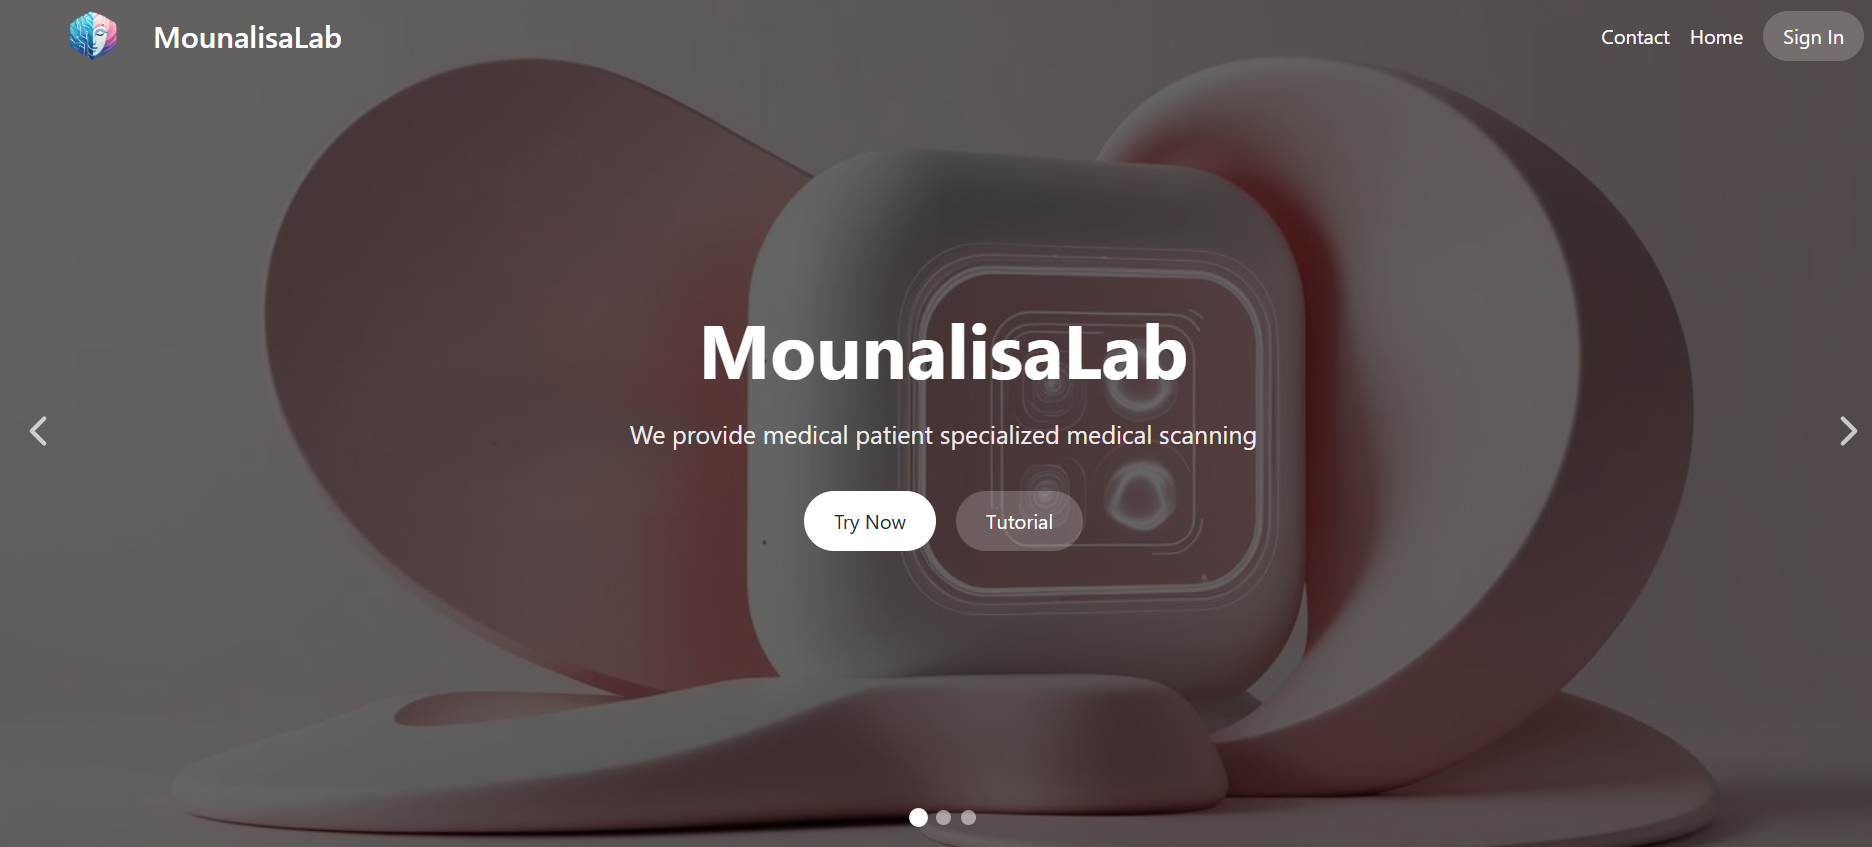 MounalisaLab
Contact Home Sign In
MounalisaLab
We provide medical patient specialized medical scanning
Try Now Tutorial